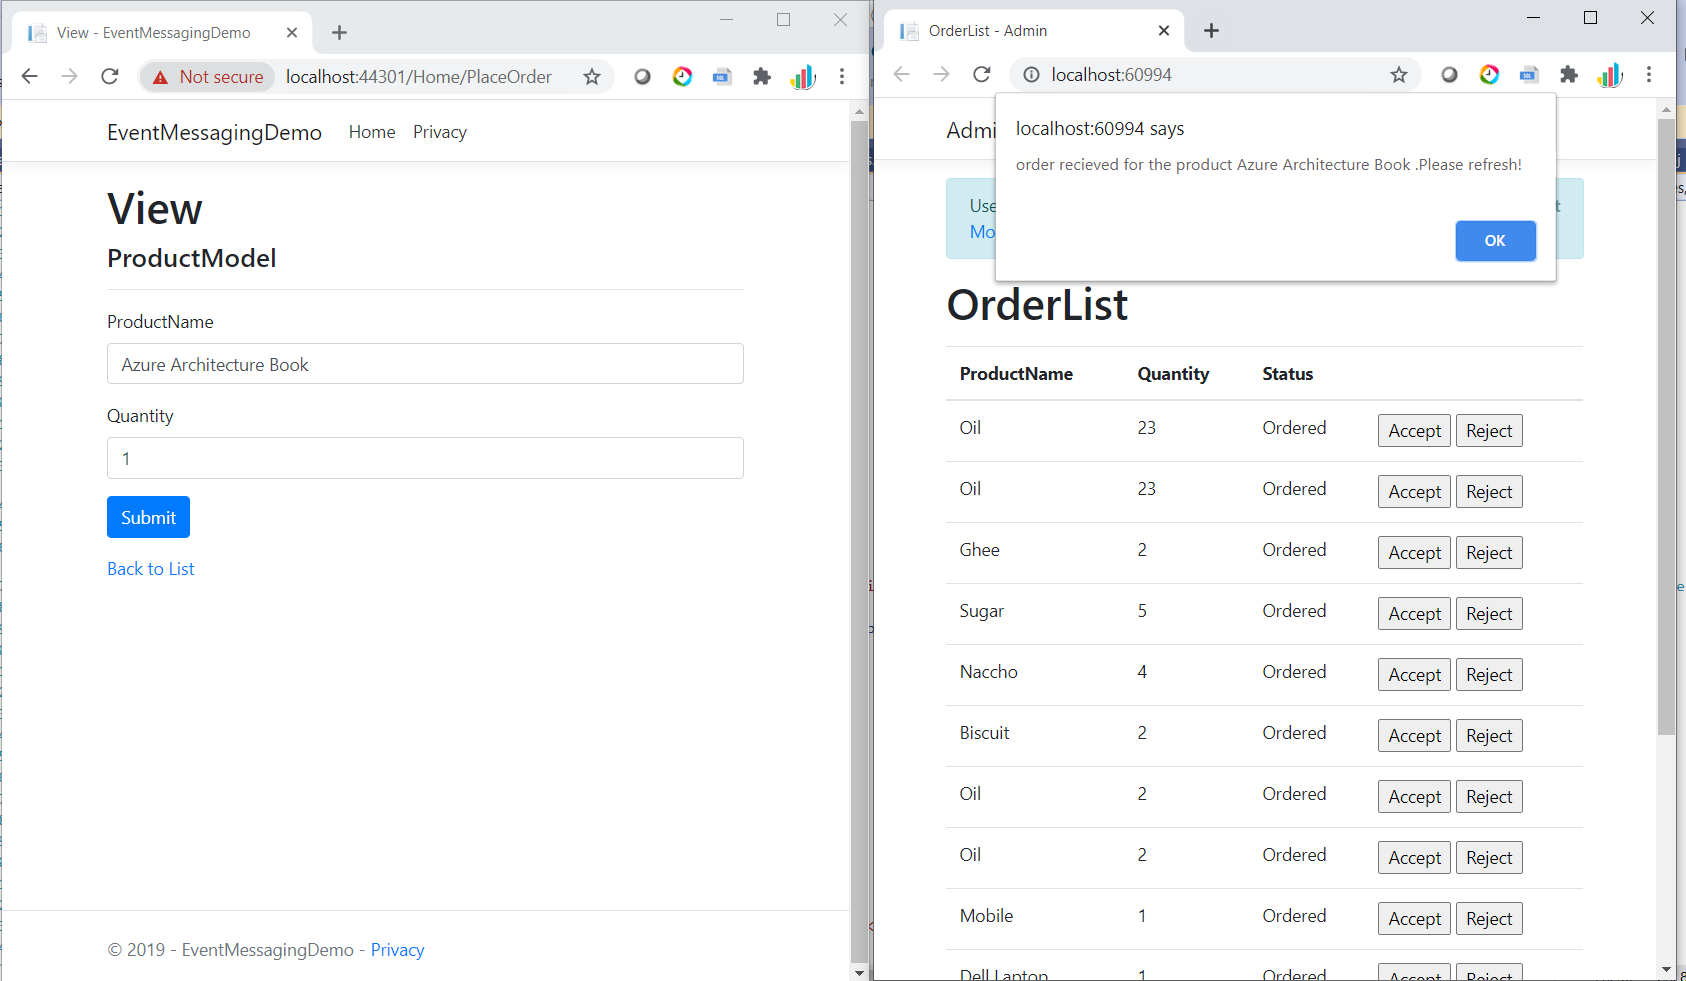 View - EventMessagingDemo
Not secure
localhost:44301/Home/PlaceOrder
EventMessagingDemo
Home
Privacy
View
ProductModel
ProductName
Azure Architecture Book
Quantity
1
Submit
Back to List
© 2019 - EventMessagingDemo - Privacy
OrderList - Admin
localhost:60994
localhost:60994 says
order recieved for the product Azure Architecture Book .Please refresh!
OK
OrderList
ProductName Quantity Status
Oil 23 Ordered Accept Reject
Oil 23 Ordered Accept Reject
Ghee 2 Ordered Accept Reject
Sugar 5 Ordered Accept Reject
Naccho 4 Ordered Accept Reject
Biscuit 2 Ordered Accept Reject
Oil 2 Ordered Accept Reject
Oil 2 Ordered Accept Reject
Mobile 1 Ordered Accept Reject
Dell Laptop 1 Ordered Accept Reject